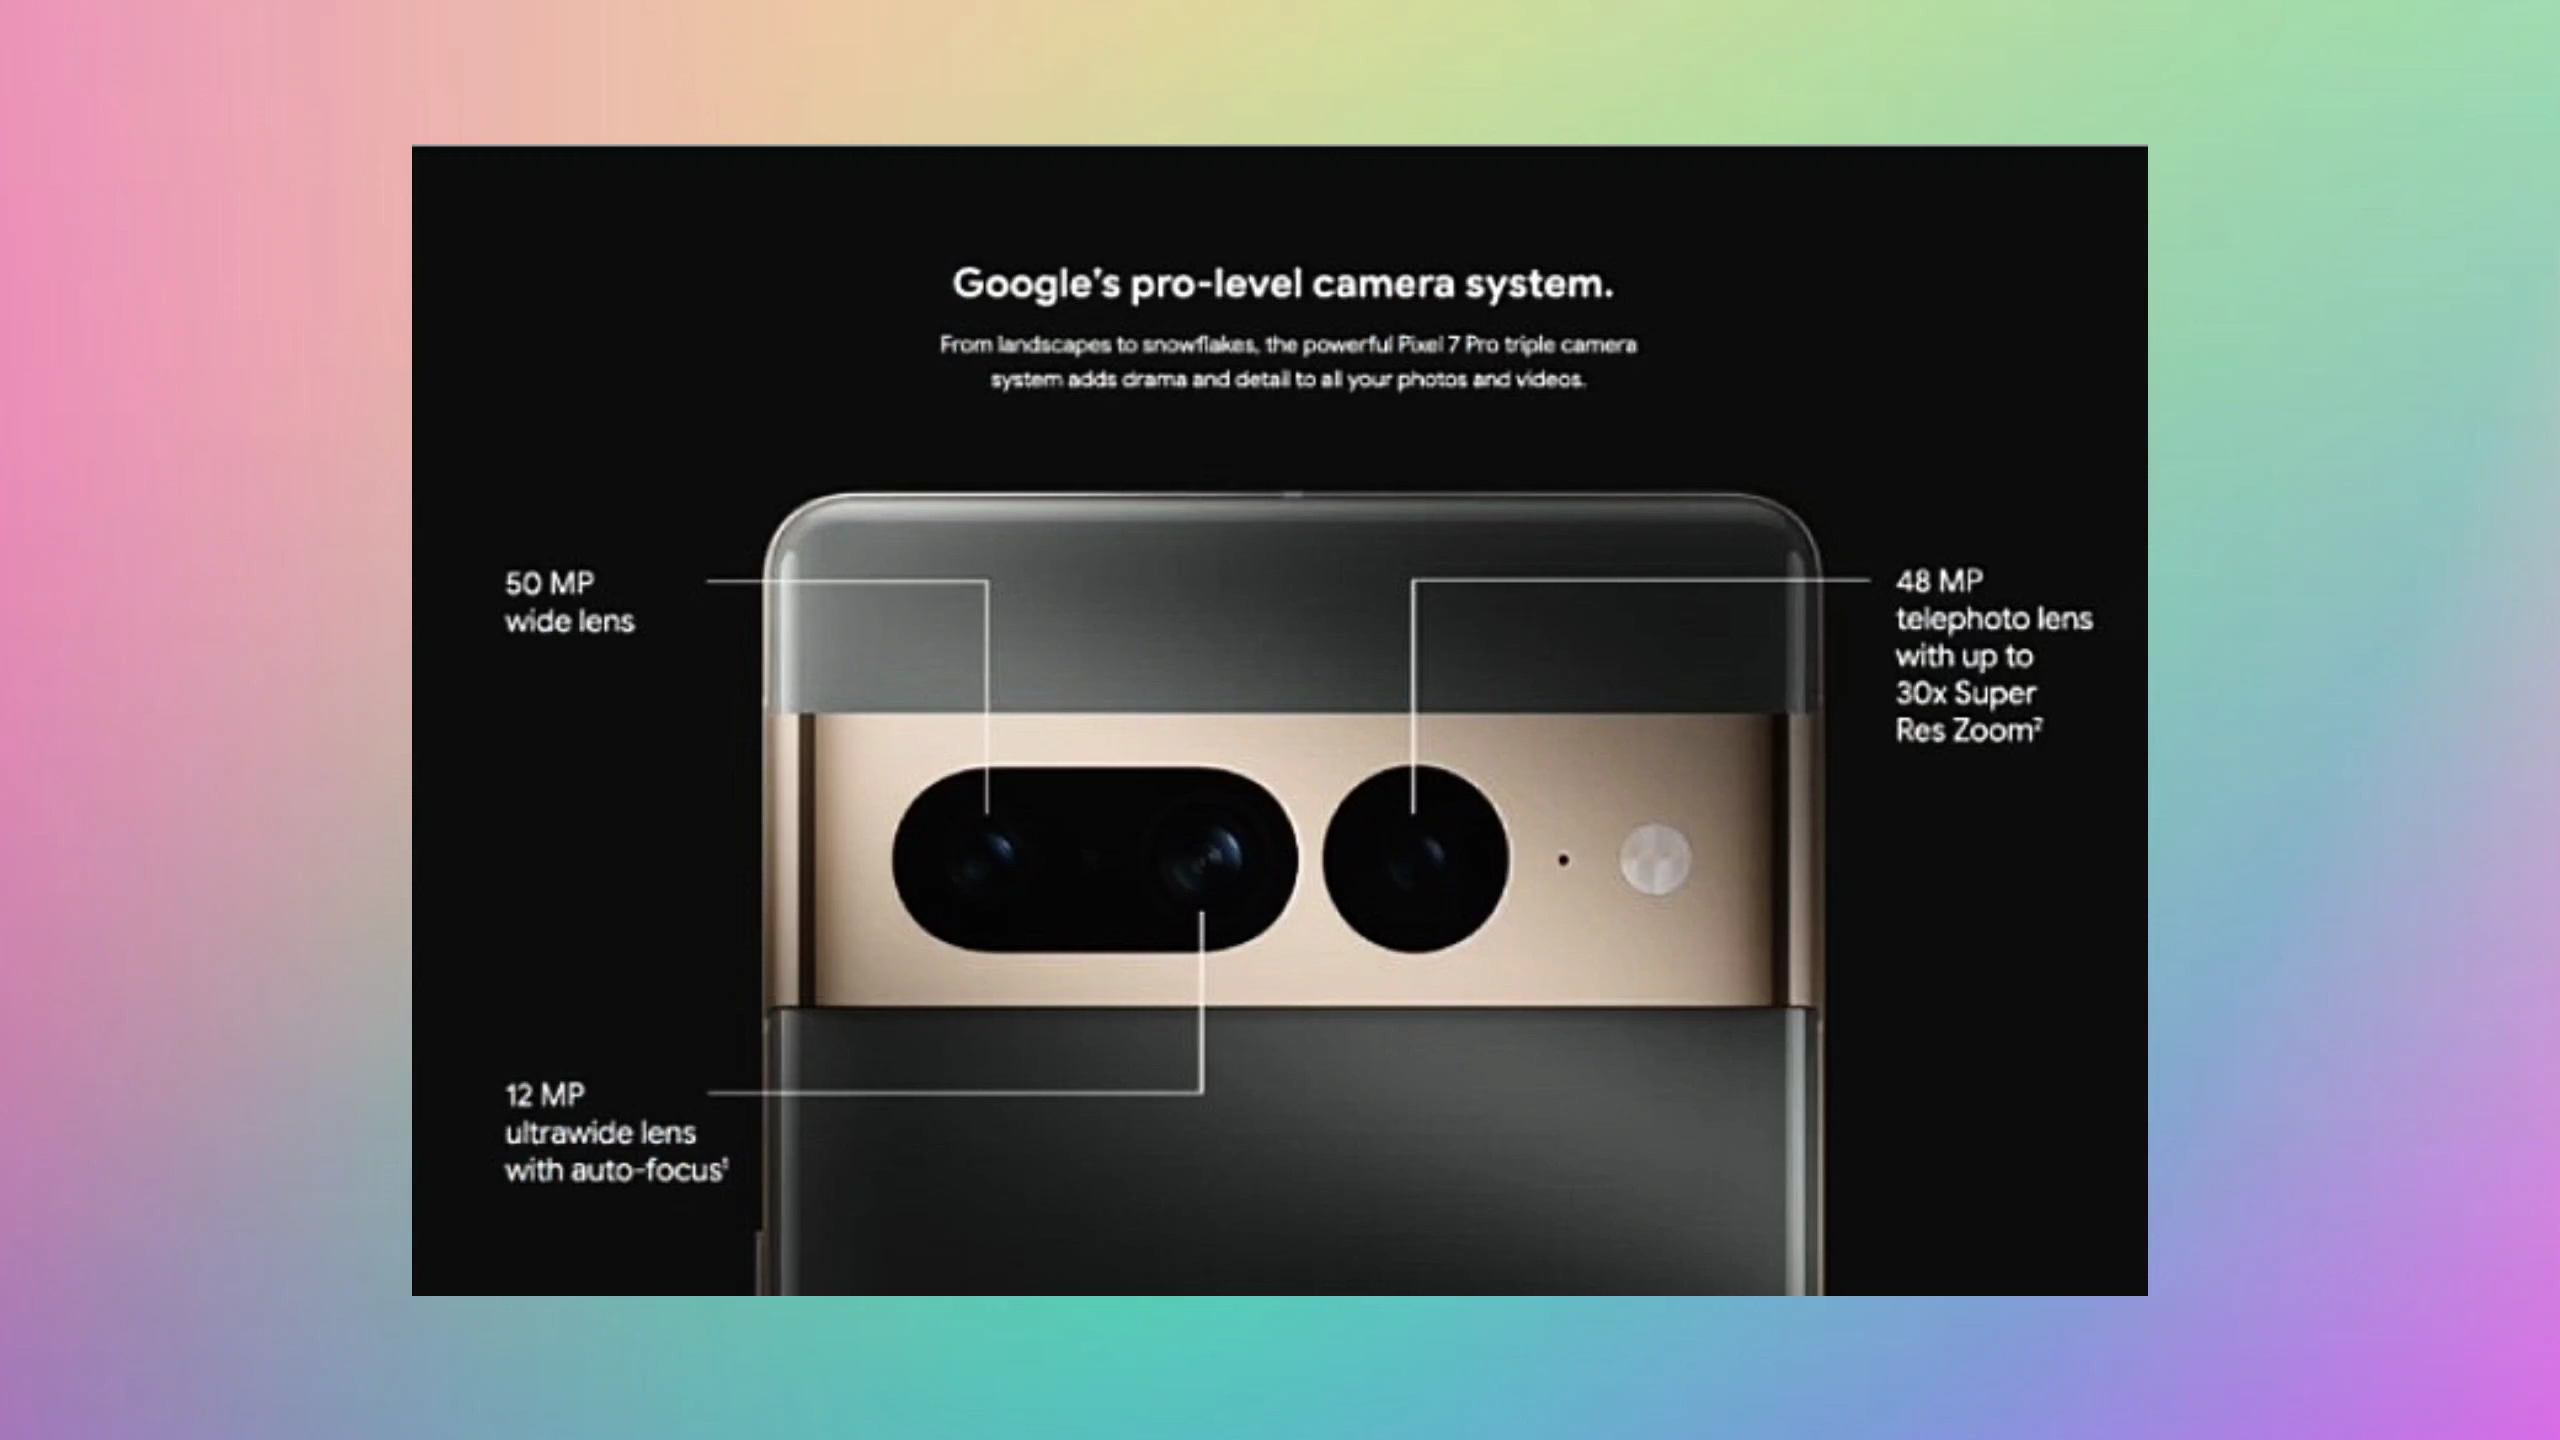 Google's pro-level camera system.
From landscapes to snowflakes, the powerful Pixel 7 Pro triple camera
system adds drama and detail to all your photos and videos.
50 MP
wide lens
48 MP
telephoto lens
with up to
30x Super
Res Zoom²
12 MP
ultrawide lens
with auto-focus¹